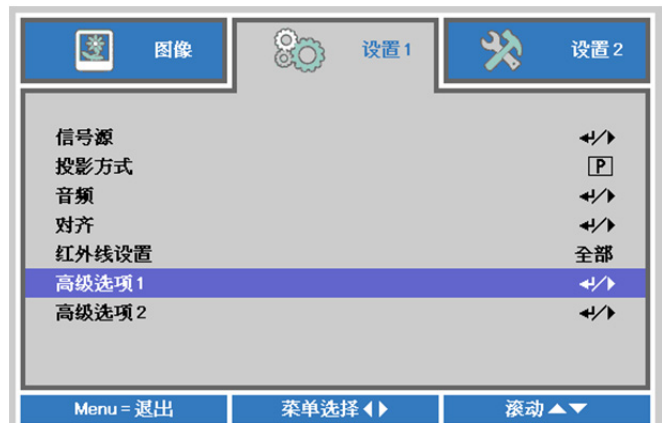 图像 设置1 设置2
信号源
投影方式 P
音频
对齐
红外线设置 全部
高级选项1
高级选项2
Menu = 退出 菜单选择 滚动